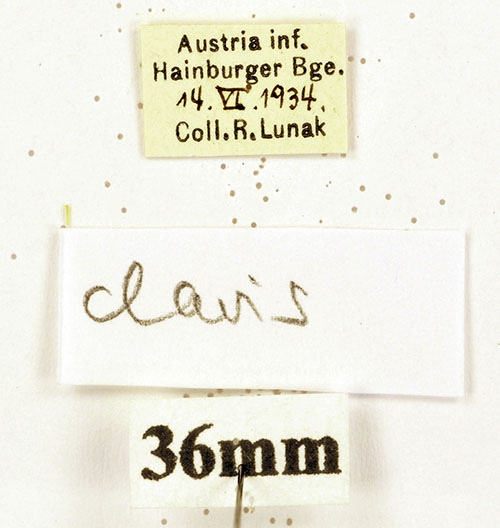 Austria inf.
Hainburger Bge.
14.VI.1934.
Coll.R.Lunak
clavis
36mm